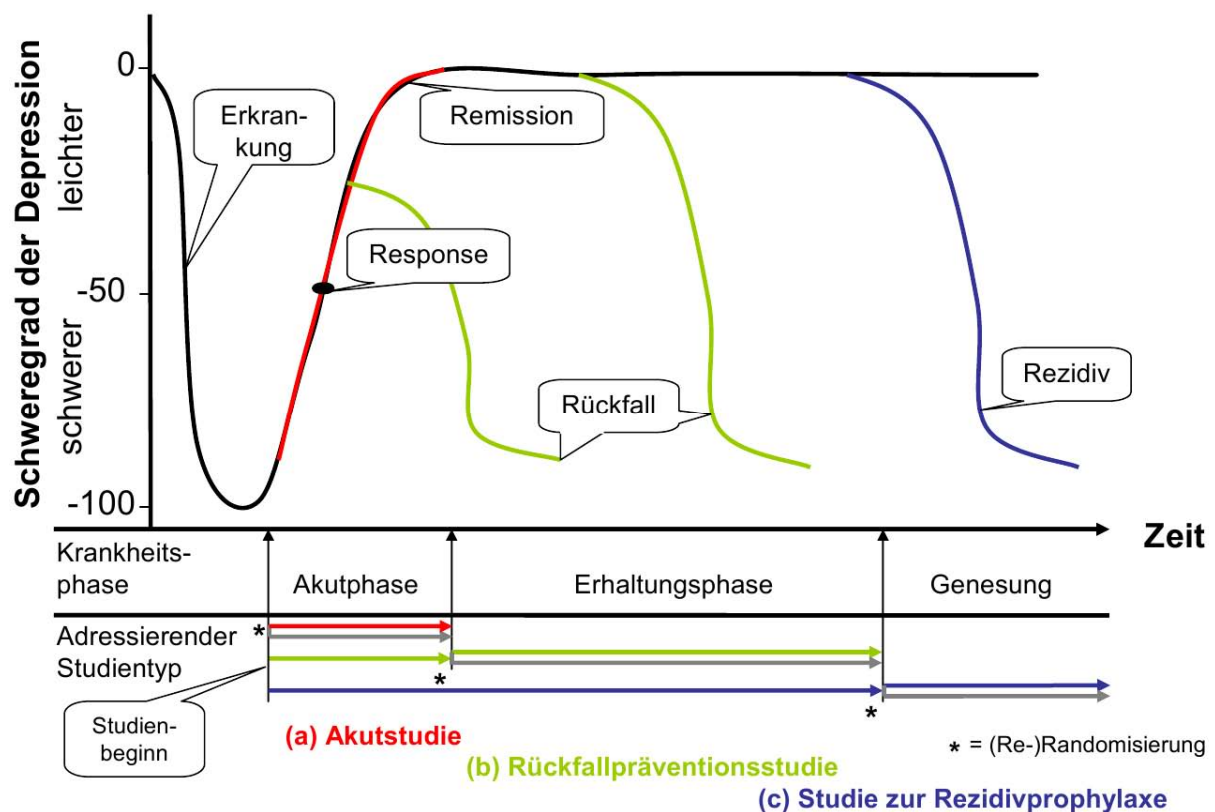 Schweregrad der Depression
schwerer leichter
0
-50
-100
Erkran-
kung
Remission
Response
Rückfall
Rezidiv
Zeit
Krankheits-
phase
Akutphase
Erhaltungsphase
Genesung
Adressierender
Studientyp
*
*
*
Studien-
beginn
(a) Akutstudie
* = (Re-)Randomisierung
(b) Rückfallpräventionsstudie
(c) Studie zur Rezidivprophylaxe